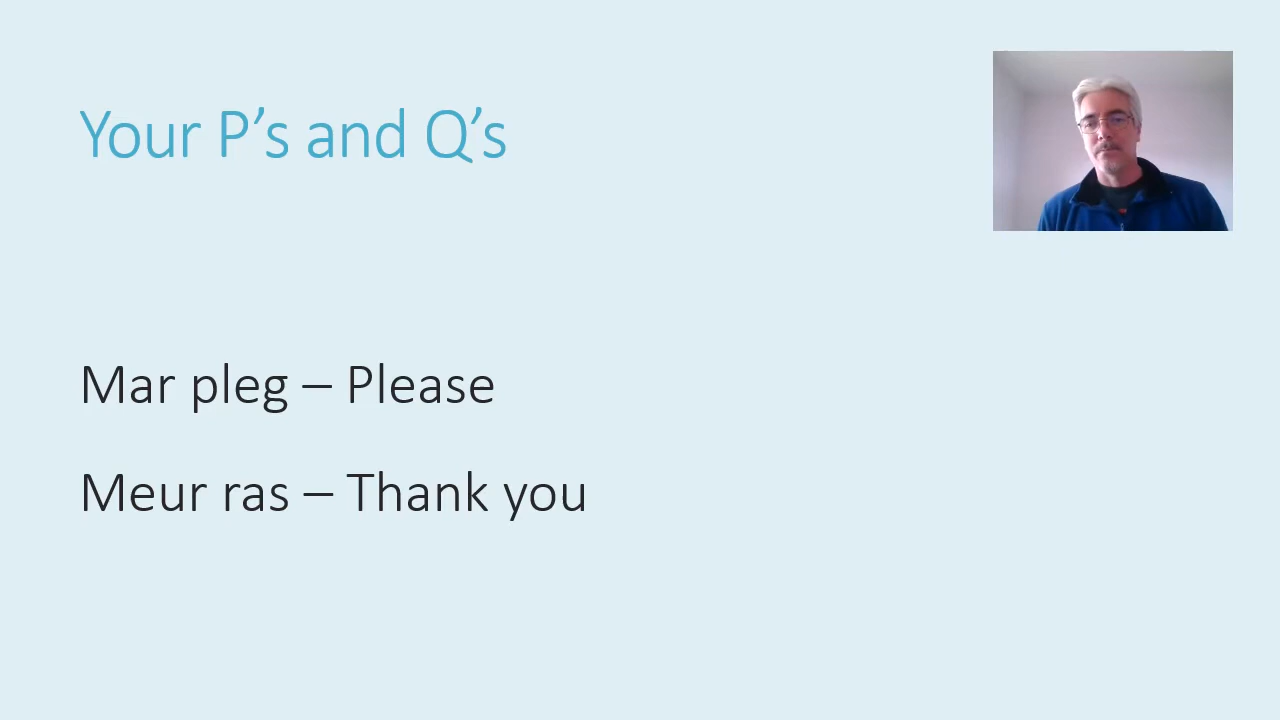 Your P’s and Q’s
Mar pleg – Please
Meur ras – Thank you